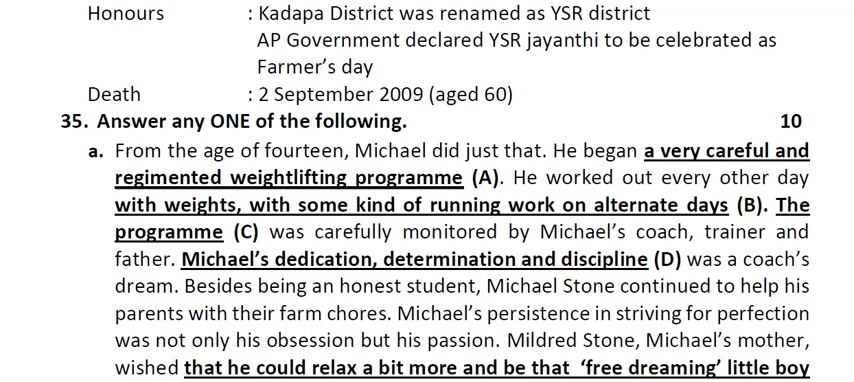 Honours : Kadapa District was renamed as YSR district
AP Government declared YSR jayanthi to be celebrated as
Farmer’s day
Death : 2 September 2009 (aged 60)
35. Answer any ONE of the following. 10
a. From the age of fourteen, Michael did just that. He began a very careful and
regimented weightlifting programme (A). He worked out every other day
with weights, with some kind of running work on alternate days (B). The
programme (C) was carefully monitored by Michael’s coach, trainer and
father. Michael’s dedication, determination and discipline (D) was a coach’s
dream. Besides being an honest student, Michael Stone continued to help his
parents with their farm chores. Michael’s persistence in striving for perfection
was not only his obsession but his passion. Mildred Stone, Michael’s mother,
wished that he could relax a bit more and be that ‘free dreaming’ little boy